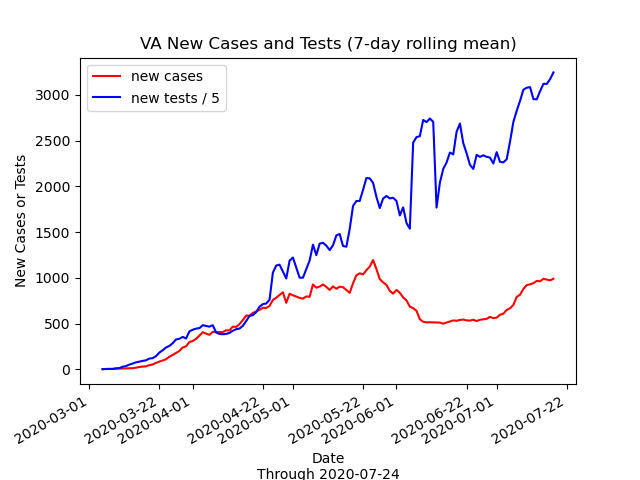 VA New Cases and Tests (7-day rolling mean)
new cases
new tests / 5
New Cases or Tests
3000
2500
2000
1500
1000
500
0
2020-03-01
2020-03-22
2020-04-01
2020-04-22
2020-05-01
2020-05-22
2020-06-01
2020-06-22
2020-07-01
2020-07-22
Date
Through 2020-07-24